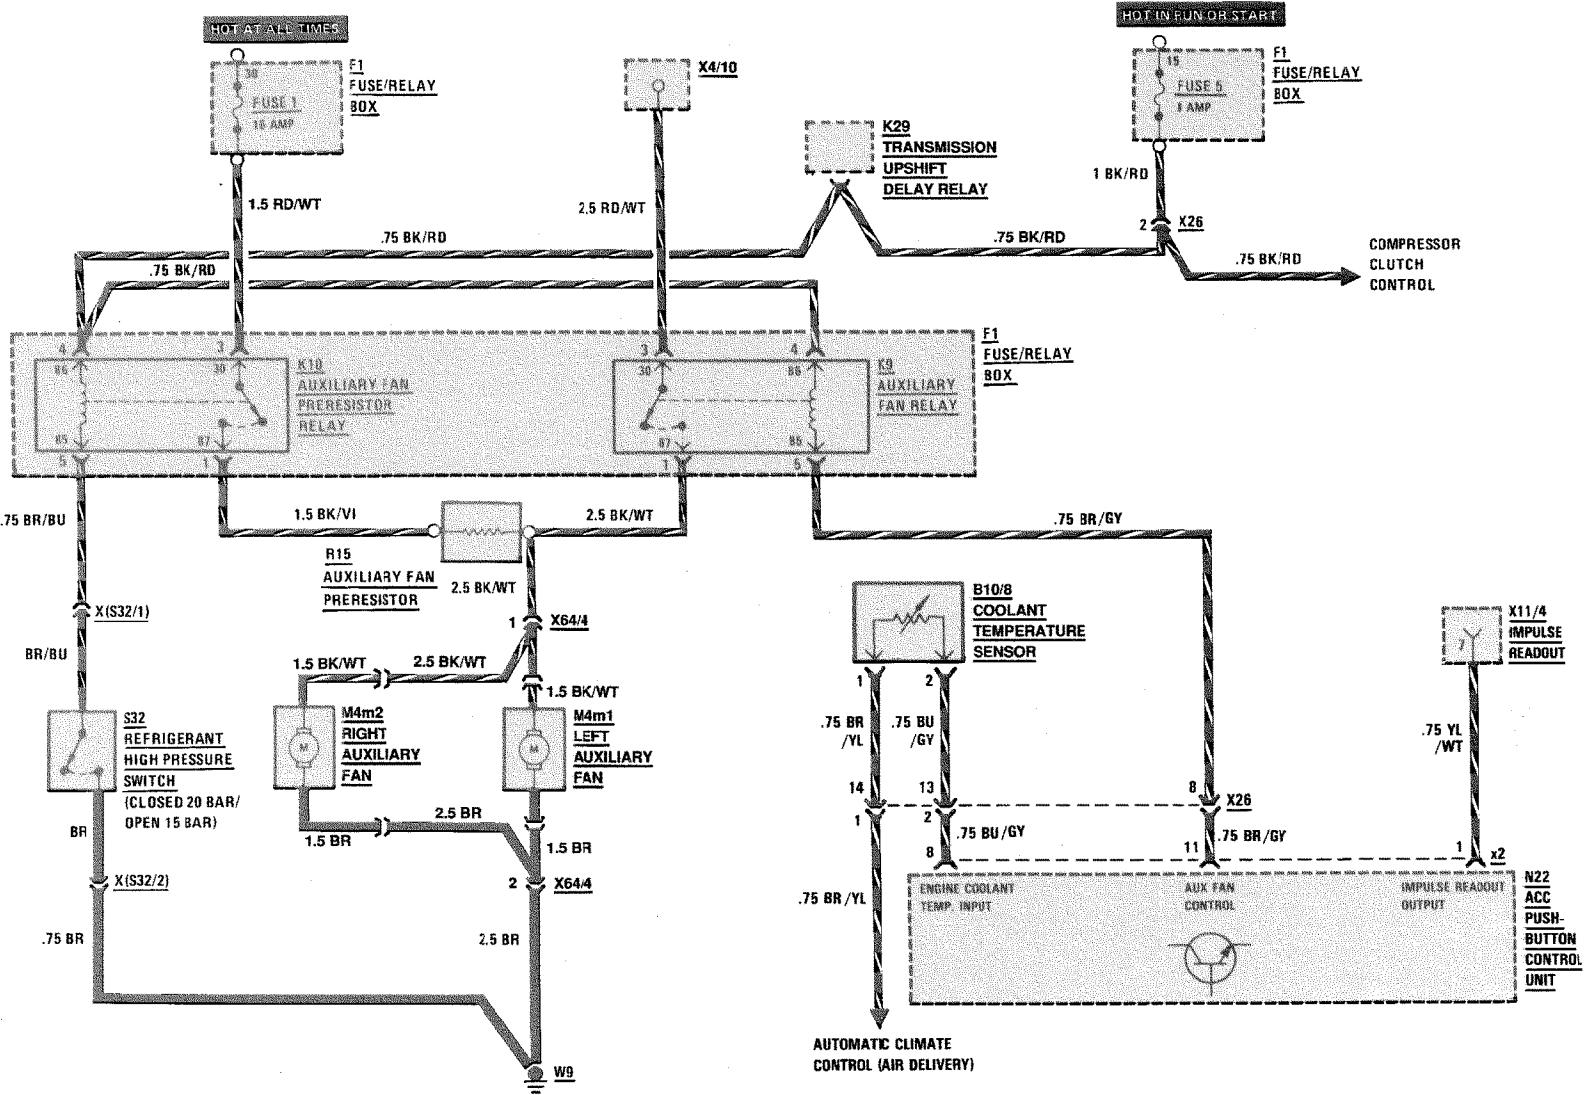 HOT AT ALL TIMES
HOT IN RUN OR START
30
FUSE 1
16 AMP
F1
FUSE/RELAY
BOX
X4/10
K29
TRANSMISSION
UPSHIFT
DELAY RELAY
15
FUSE 5
8 AMP
F1
FUSE/RELAY
BOX
1.5 RD/WT
2.5 RD/WT
1 BK/RD
2
X26
.75 BK/RD
.75 BK/RD
.75 BK/RD
.75 BK/RD
COMPRESSOR
CLUTCH
CONTROL
4
3
3
4
F1
FUSE/RELAY
BOX
86
30
K10
AUXILIARY FAN
PRERESISTOR
RELAY
30
86
K9
AUXILIARY
FAN RELAY
85
87
87
5
1
1
5
.75 BR/BU
1.5 BK/VI
2.5 BK/WT
.75 BR/GY
R15
AUXILIARY FAN
PRERESISTOR
2.5 BK/WT
X(S32/1)
1
X64/4
B10/8
COOLANT
TEMPERATURE
SENSOR
X11/4
IMPULSE
READOUT
7
BR/BU
1.5 BK/WT
2.5 BK/WT
1.5 BK/WT
1
2
S32
REFRIGERANT
HIGH PRESSURE
SWITCH
(CLOSED 20 BAR/
OPEN 15 BAR)
M
M4m2
RIGHT
AUXILIARY
FAN
M
M4m1
LEFT
AUXILIARY
FAN
.75 BR
/YL
.75 BU
/GY
.75 YL
/WT
14
13
8
X26
1
2
BR
2.5 BR
1.5 BR
1.5 BR
.75 BU/GY
.75 BR/GY
8
11
1
x2
X(S32/2)
2
X64/4
.75 BR/YL
ENGINE COOLANT
TEMP. INPUT
AUX FAN
CONTROL
IMPULSE READOUT
OUTPUT
N22
ACC
PUSH-
BUTTON
CONTROL
UNIT
.75 BR
2.5 BR
AUTOMATIC CLIMATE
CONTROL (AIR DELIVERY)
W9